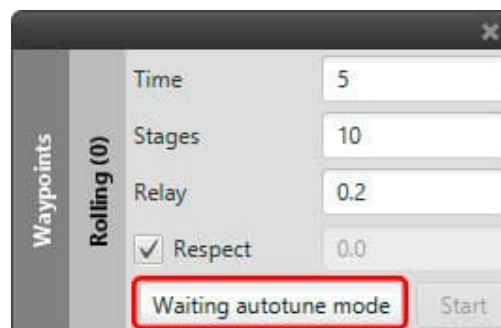 Waypoints
Rolling (0)
Time 5
Stages 10
Relay 0.2
Respect 0.0
Waiting autotune mode Start